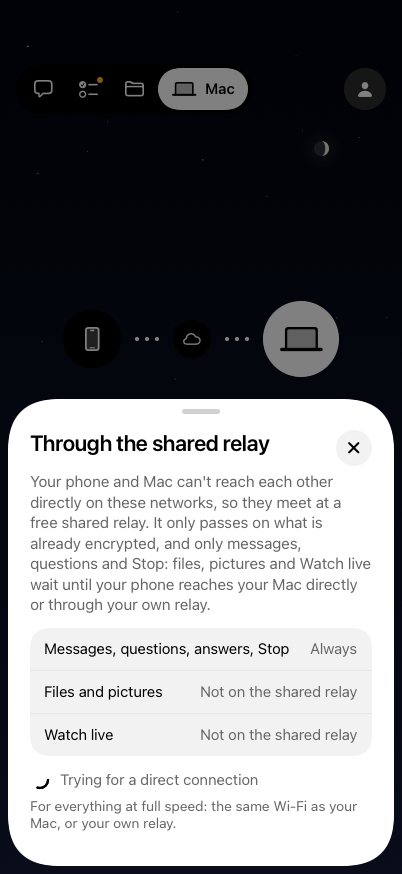 Mac
Through the shared relay
Your phone and Mac can't reach each other
directly on these networks, so they meet at a
free shared relay. It only passes on what is
already encrypted, and only messages,
questions and Stop: files, pictures and Watch live
wait until your phone reaches your Mac directly
or through your own relay.
Messages, questions, answers, Stop Always
Files and pictures Not on the shared relay
Watch live Not on the shared relay
Trying for a direct connection
For everything at full speed: the same Wi-Fi as your
Mac, or your own relay.